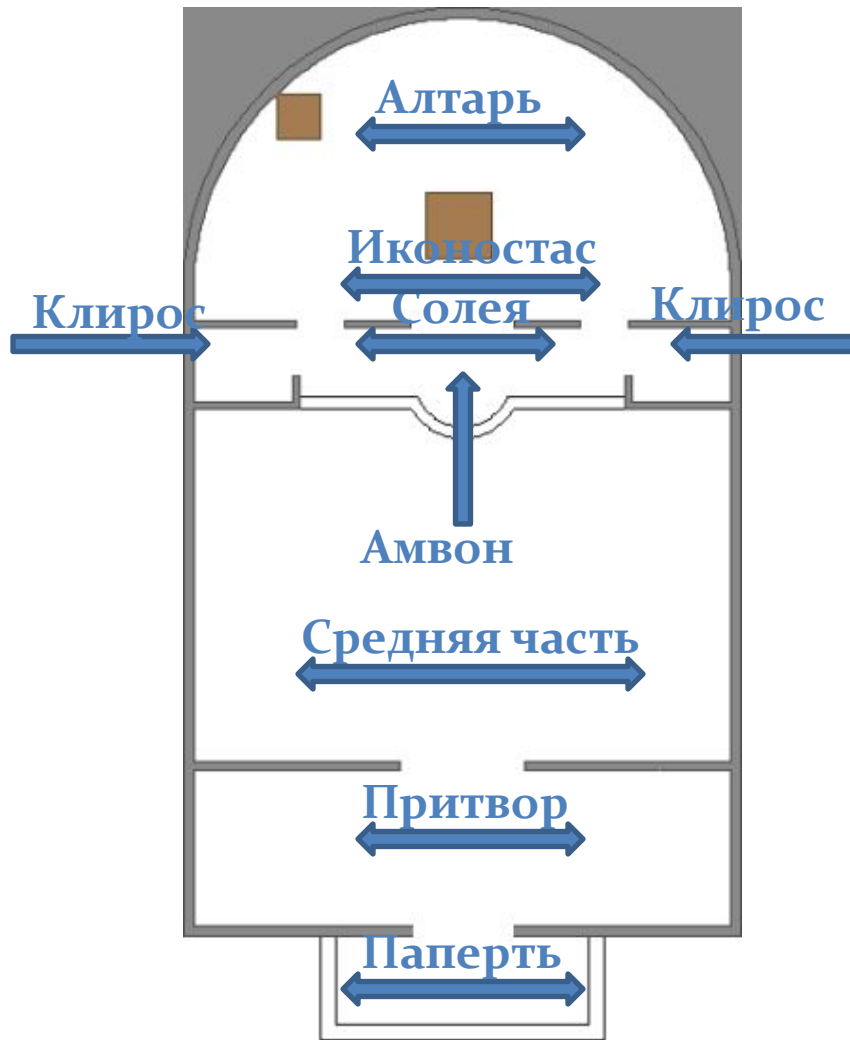 Алтарь
Иконостас
Клирос
Солея
Клирос
Амвон
Средняя часть
Притвор
Паперть